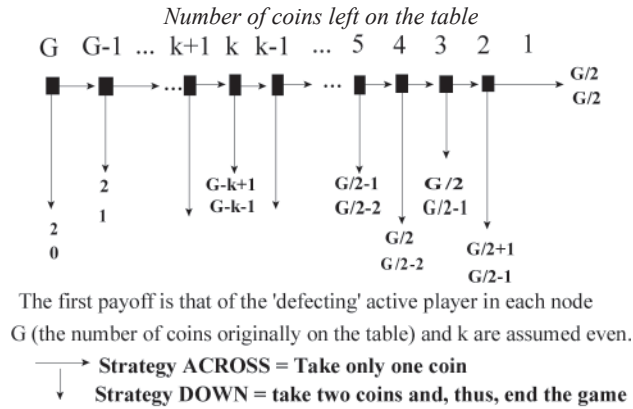 Number of coins left on the table
G G-1 ... k+1 k k-1 ... 5 4 3 2 1
... ...
G/2
G/2
2
0
2
1
G-k+1
G-k-1
G/2-1
G/2-2
G/2
G/2-2
G/2
G/2-1
G/2+1
G/2-1
The first payoff is that of the 'defecting' active player in each node
G (the number of coins originally on the table) and k are assumed even.
Strategy ACROSS = Take only one coin
Strategy DOWN = take two coins and, thus, end the game